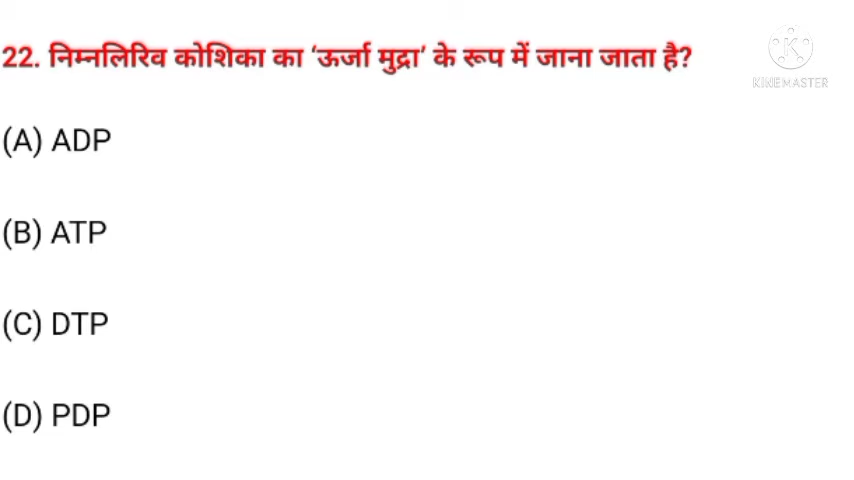 22. निम्नलिरिव कोशिका का ‘ऊर्जा मुद्रा’ के रूप में जाना जाता है?
K
KINEMASTER
(A) ADP
(B) ATP
(C) DTP
(D) PDP